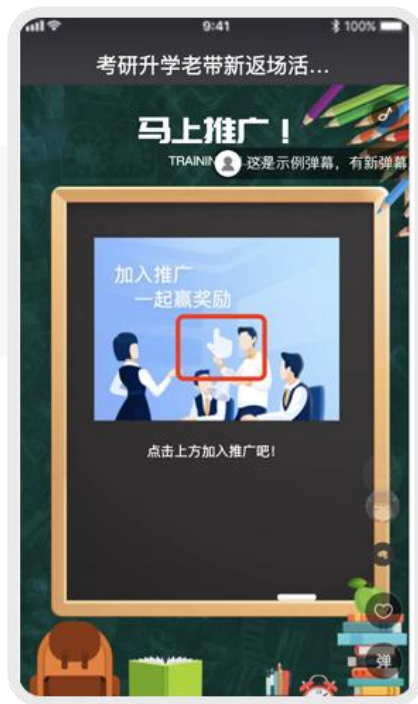 9:41
100%
考研升学老带新返场活...
马上推广！
TRAININ
这是示例弹幕，有新弹幕
加入推广
一起赢奖励
点击上方加入推广吧！
弹